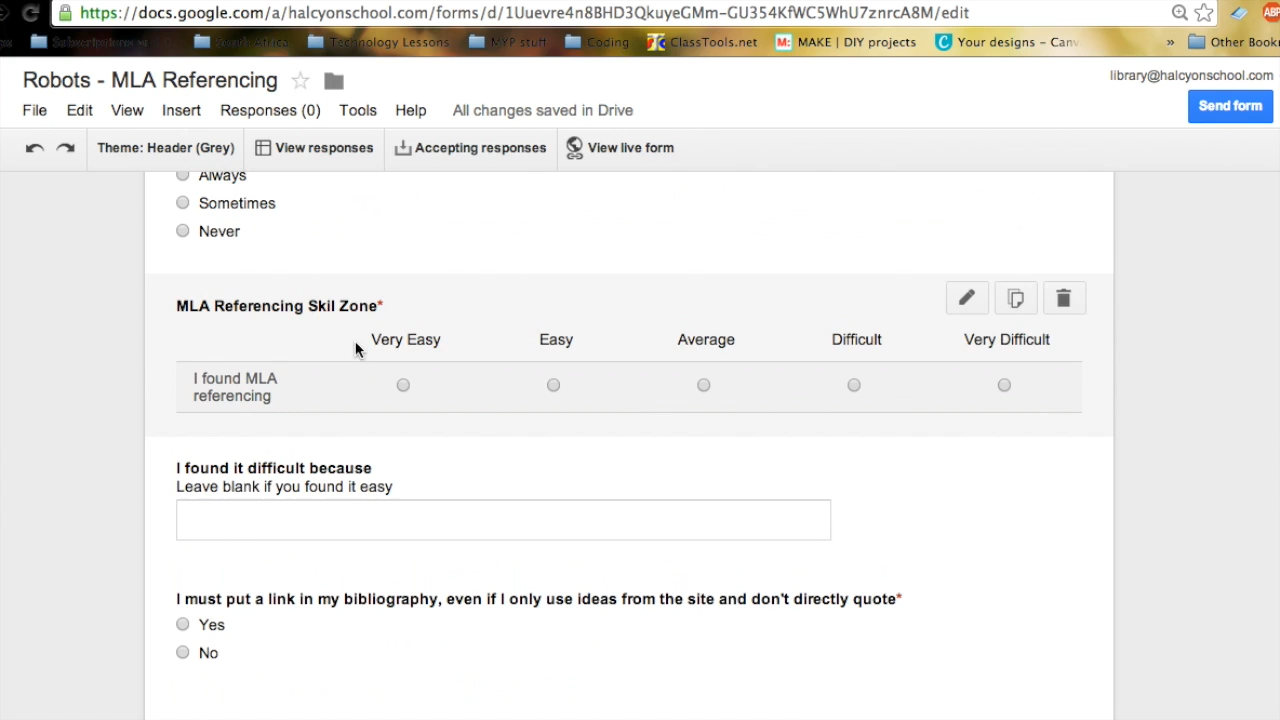 https://docs.google.com/a/halcyonschool.com/forms/d/1Uuevre4n8BHD3QkuyeGMm-GU354KfWC5WhU7znrcA8M/edit
ABP
South Africa Technology Lessons MYP stuff Coding ClassTools.net M: MAKE | DIY projects Your designs – Canv » Other Bookm
Robots - MLA Referencing
library@halcyonschool.com
File Edit View Insert Responses (0) Tools Help All changes saved in Drive
Send form
Theme: Header (Grey) View responses Accepting responses View live form
Always
Sometimes
Never
MLA Referencing Skil Zone*
Very Easy Easy Average Difficult Very Difficult
I found MLA
referencing
I found it difficult because
Leave blank if you found it easy
I must put a link in my bibliography, even if I only use ideas from the site and don't directly quote*
Yes
No